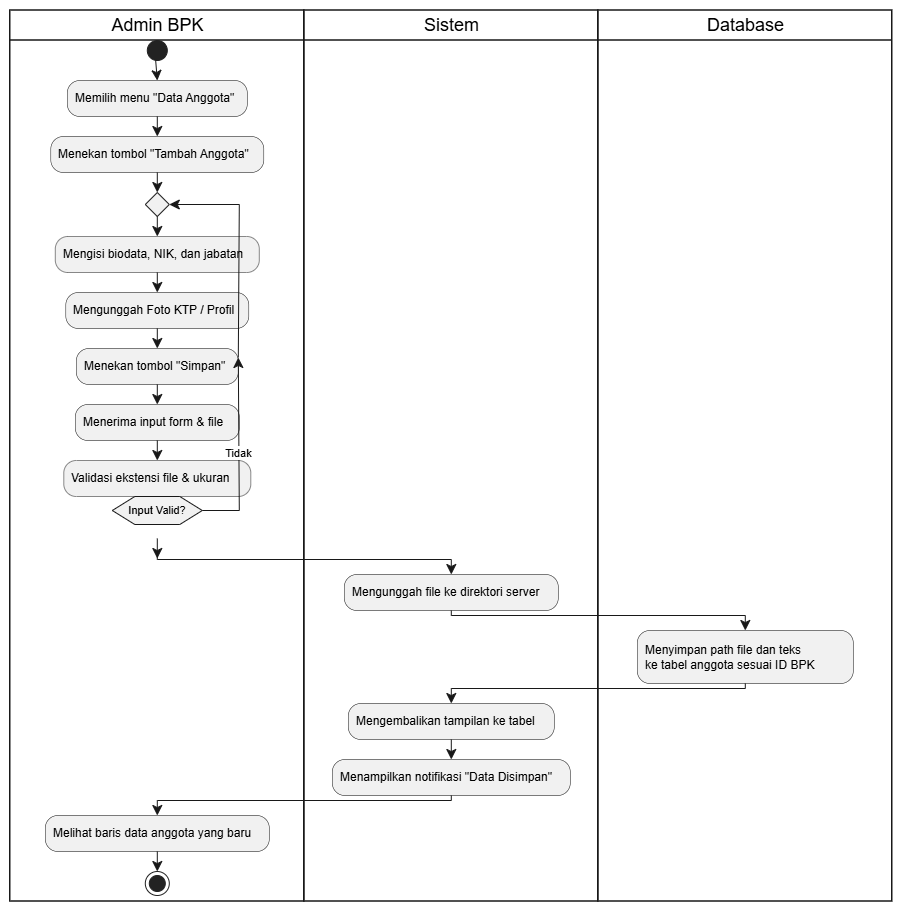 Admin BPK
Sistem
Database
Memilih menu "Data Anggota"
Menekan tombol "Tambah Anggota"
Mengisi biodata, NIK, dan jabatan
Mengunggah Foto KTP / Profil
Menekan tombol "Simpan"
Menerima input form & file
Tidak
Validasi ekstensi file & ukuran
Input Valid?
Mengunggah file ke direktori server
Menyimpan path file dan teks
ke tabel anggota sesuai ID BPK
Mengembalikan tampilan ke tabel
Menampilkan notifikasi "Data Disimpan"
Melihat baris data anggota yang baru